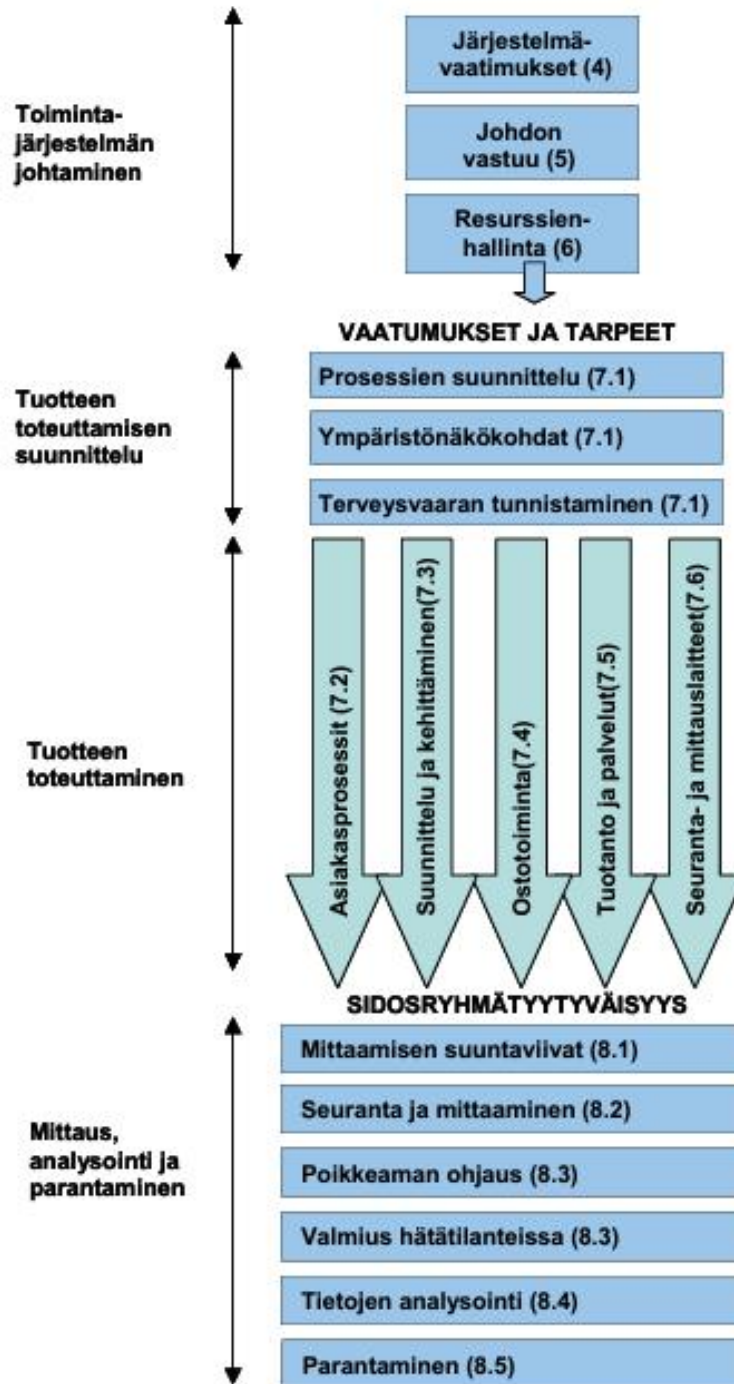 Järjestelmä-
vaatimukset (4)
Toiminta-
järjestelmän
johtaminen
Johdon
vastuu (5)
Resurssien-
hallinta (6)
VAATUMUKSET JA TARPEET
Tuotteen
toteuttamisen
suunnittelu
Prosessien suunnittelu (7.1)
Ympäristönäkökohdat (7.1)
Terveysvaaran tunnistaminen (7.1)
Tuotteen
toteuttaminen
Asiakasprosessit (7.2)
Suunnittelu ja kehittäminen(7.3)
Ostotoiminta(7.4)
Tuotanto ja palvelut(7.5)
Seuranta- ja mittauslaitteet(7.6)
SIDOSRYHMÄTYYTYVÄISYYS
Mittaus,
analysointi ja
parantaminen
Mittaamisen suuntaviivat (8.1)
Seuranta ja mittaaminen (8.2)
Poikkeaman ohjaus (8.3)
Valmius hätätilanteissa (8.3)
Tietojen analysointi (8.4)
Parantaminen (8.5)